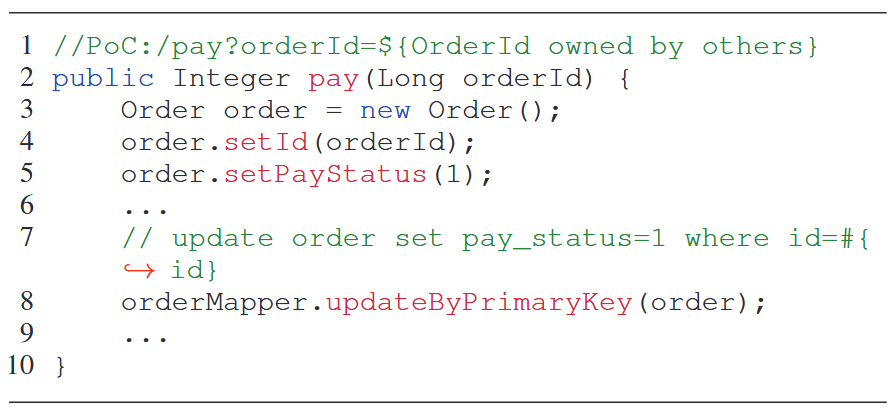 1 //PoC:/pay?orderId=${OrderId owned by others}
2 public Integer pay(Long orderId) {
3 Order order = new Order();
4 order.setId(orderId);
5 order.setPayStatus(1);
6 ...
7 // update order set pay_status=1 where id=#{
↪ id}
8 orderMapper.updateByPrimaryKey(order);
9 ...
10 }